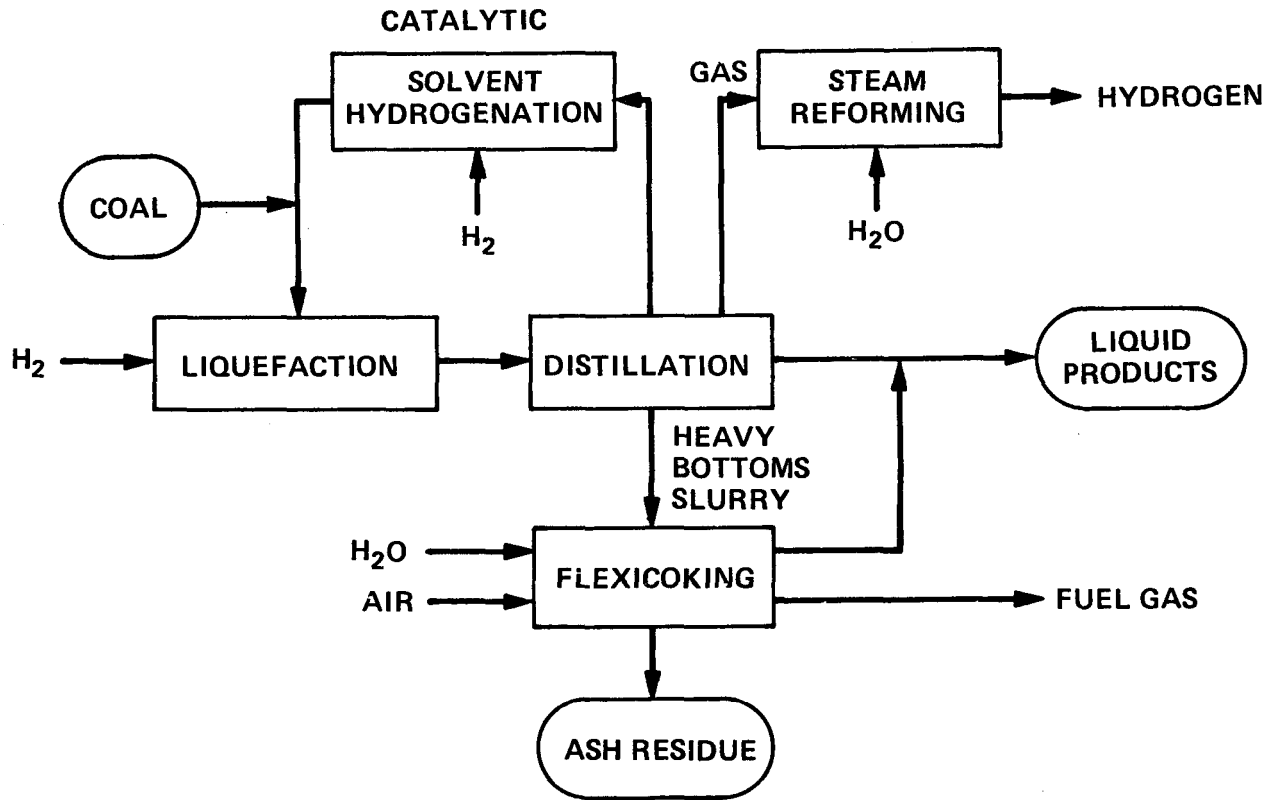 CATALYTIC
SOLVENT
HYDROGENATION
GAS
STEAM
REFORMING
HYDROGEN
COAL
H2
H2O
H2
LIQUEFACTION
DISTILLATION
LIQUID
PRODUCTS
HEAVY
BOTTOMS
SLURRY
H2O
AIR
FLEXICOKING
FUEL GAS
ASH RESIDUE